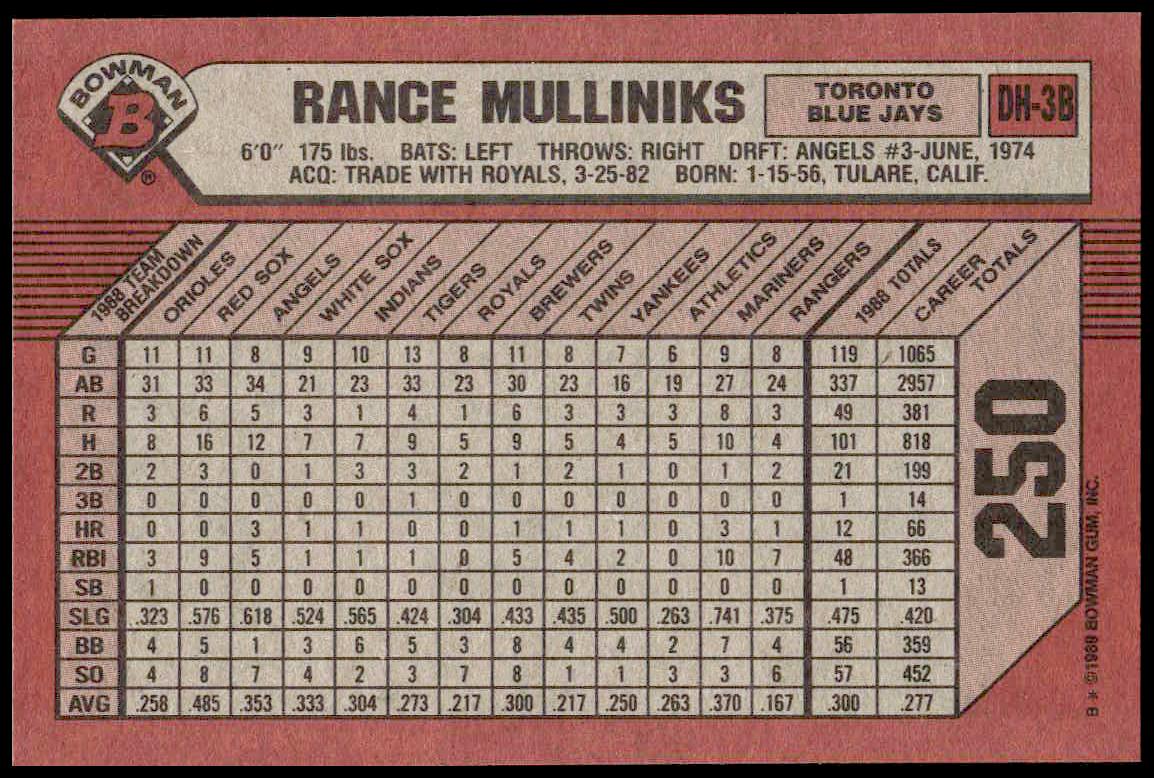 BOWMAN
B
®
RANCE MULLINIKS
TORONTO
BLUE JAYS
DH-3B
6'0" 175 lbs. BATS: LEFT THROWS: RIGHT DRFT: ANGELS #3-JUNE, 1974
ACQ: TRADE WITH ROYALS, 3-25-82 BORN: 1-15-56, TULARE, CALIF.
1988 TEAM BREAKDOWN ORIOLES RED SOX ANGELS WHITE SOX INDIANS TIGERS ROYALS BREWERS TWINS YANKEES ATHLETICS MARINERS RANGERS 1988 TOTALS CAREER TOTALS
G 11 11 8 9 10 13 8 11 8 7 6 9 8 119 1065
AB 31 33 34 21 23 33 23 30 23 16 19 27 24 337 2957
R 3 6 5 3 1 4 1 6 3 3 3 8 3 49 381
H 8 16 12 7 7 9 5 9 5 4 5 10 4 101 818
2B 2 3 0 1 3 3 2 1 2 1 0 1 2 21 199
3B 0 0 0 0 0 1 0 0 0 0 0 0 0 1 14
HR 0 0 3 1 1 0 0 1 1 1 0 3 1 12 66
RBI 3 9 5 1 1 1 0 5 4 2 0 10 7 48 366
SB 1 0 0 0 0 0 0 0 0 0 0 0 0 1 13
SLG .323 .576 .618 .524 .565 .424 .304 .433 .435 .500 .263 .741 .375 .475 .420
BB 4 5 1 3 6 5 3 8 4 4 2 7 4 56 359
SO 4 8 7 4 2 3 7 8 1 1 3 3 6 57 452
AVG .258 .485 .353 .333 .304 .273 .217 .300 .217 .250 .263 .370 .167 .300 .277
250
B * ©1989 BOWMAN GUM, INC.